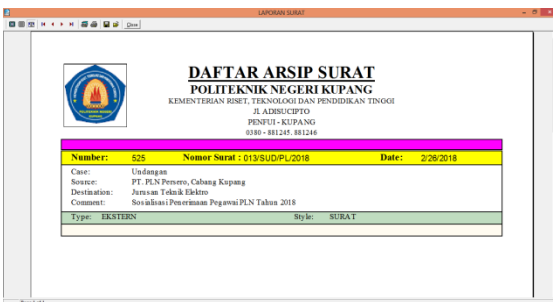 LAPORAN SURAT
Close
DAFTAR ARSIP SURAT
POLITEKNIK NEGERI KUPANG
KEMENTERIAN RISET, TEKNOLOGI DAN PENDIDIKAN TINGGI
JL ADISUCIPTO
PENFUI - KUPANG
0380 - 881245. 881246
Number: 525 Nomor Surat : 013/SUD/PL/2018 Date: 2/26/2018
Case: Undangan
Source: PT. PLN Persero, Cabang Kupang
Destination: Jurusan Teknik Elektro
Comment: Sosialisasi Penerimaan Pegawai PLN Tahun 2018
Type: EKSTERN Style: SURAT